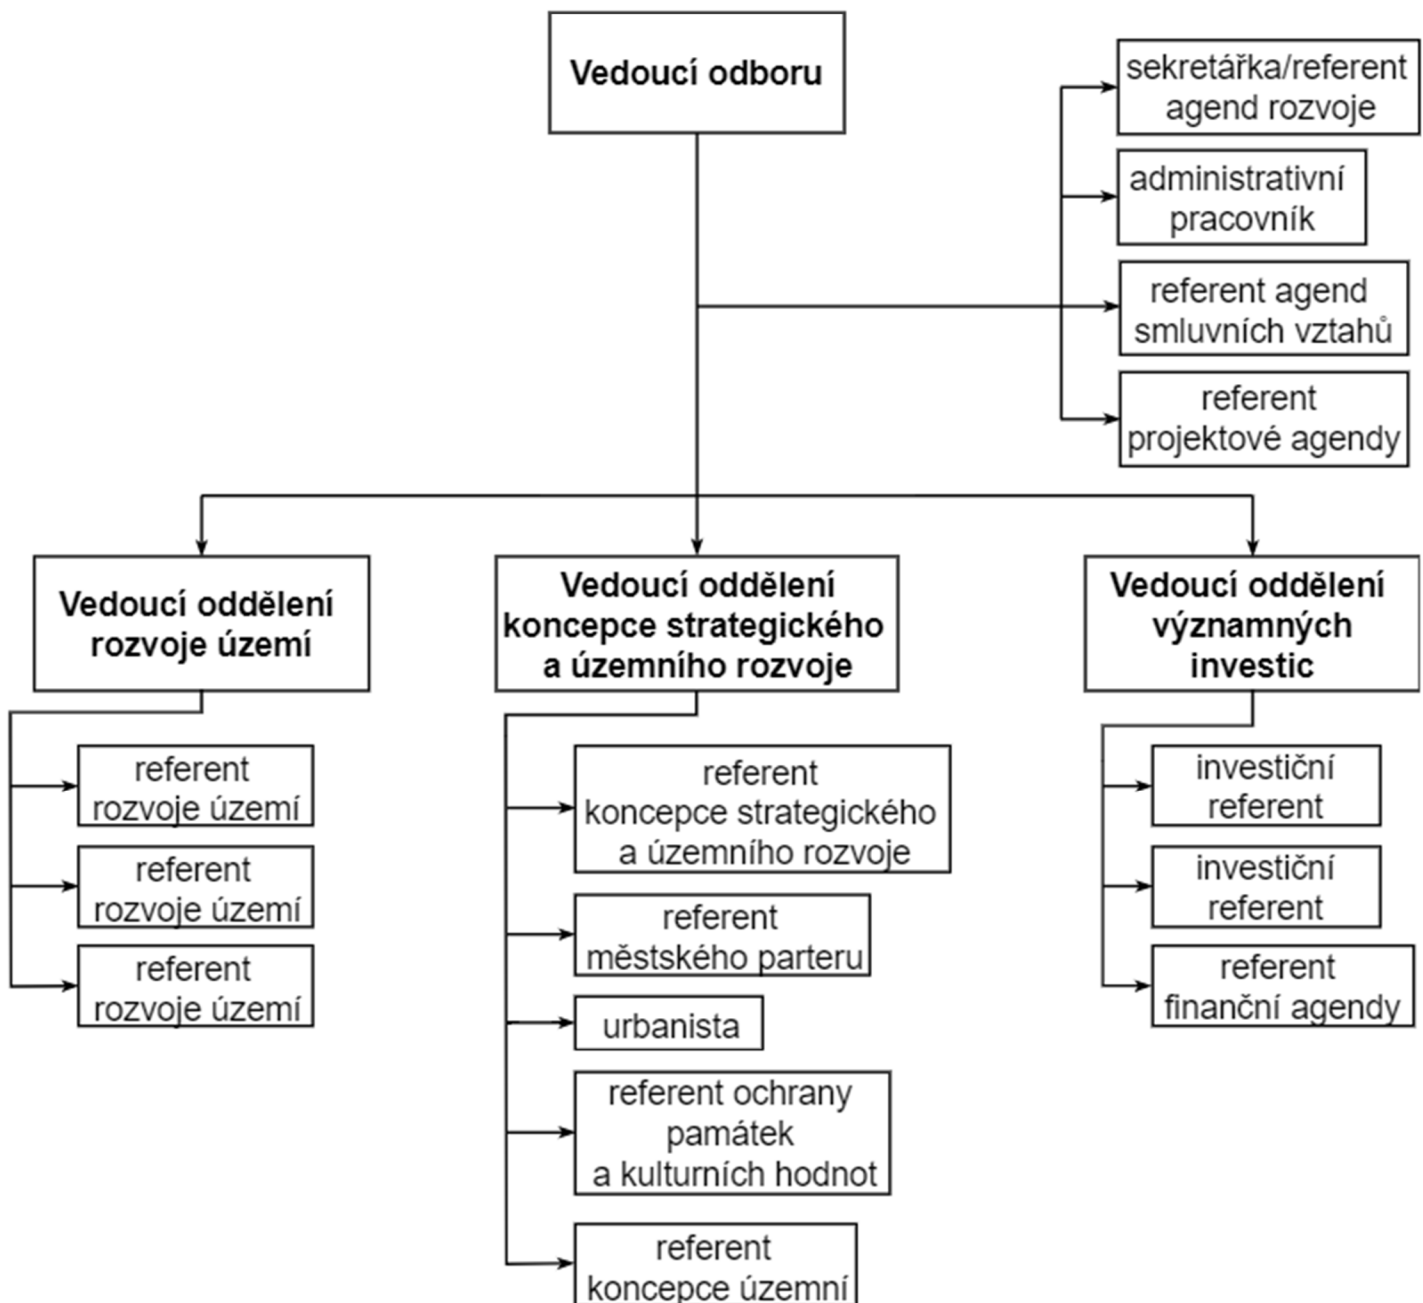 Vedoucí odboru
sekretářka/referent
agend rozvoje
administrativní
pracovník
referent agend
smluvních vztahů
referent
projektové agendy
Vedoucí oddělení
rozvoje území
referent
rozvoje území
referent
rozvoje území
referent
rozvoje území
Vedoucí oddělení
koncepce strategického
a územního rozvoje
referent
koncepce strategického
a územního rozvoje
referent
městského parteru
urbanista
referent ochrany
památek
a kulturních hodnot
referent
koncepce územní
Vedoucí oddělení
významných
investic
investiční
referent
investiční
referent
referent
finanční agendy